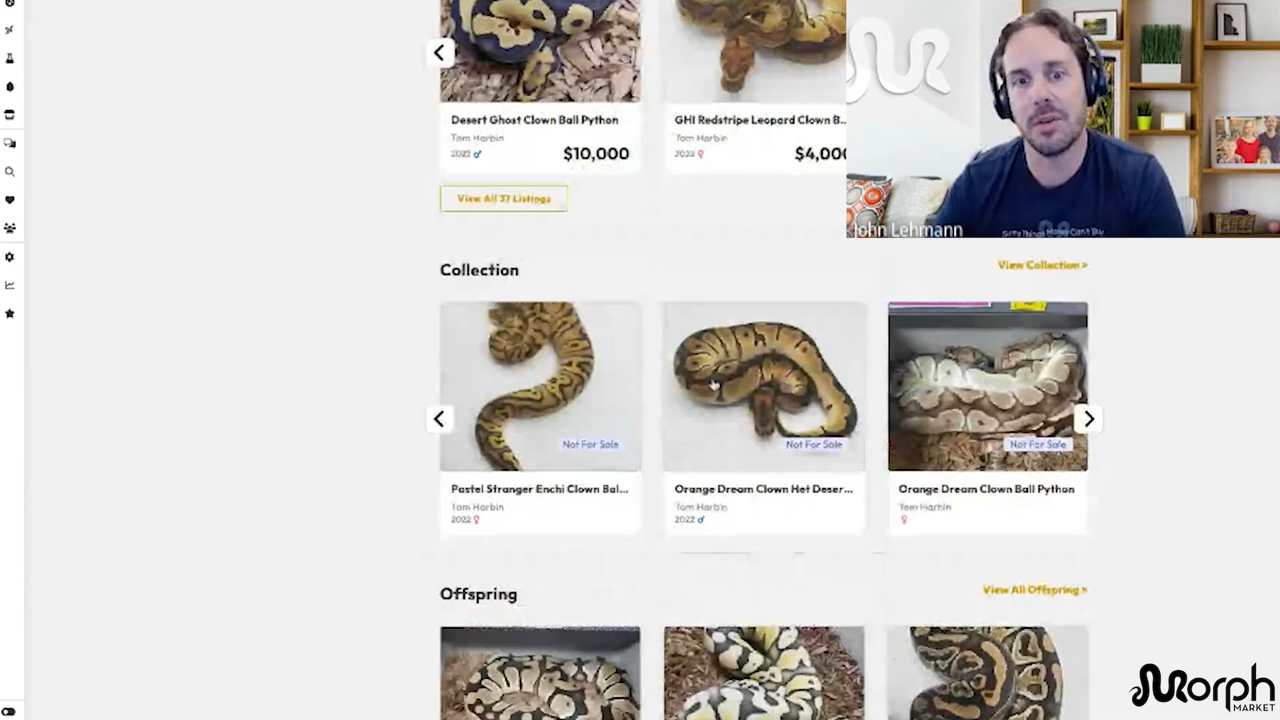 Desert Ghost Clown Ball Python
Tom Harbin
2022
$10,000
GHI Redstripe Leopard Clown B..
Tom Harbin
2023
$4,000
View All 37 Listings
John Lehmann
Collection
View Collection >
Not For Sale
Pastel Stranger Enchi Clown Bal...
Tom Harbin
2022
Not For Sale
Orange Dream Clown Het Deser...
Tom Harbin
2022
Not For Sale
Orange Dream Clown Ball Python
Tom Harbin
Offspring
View All Offspring >
Morph
MARKET